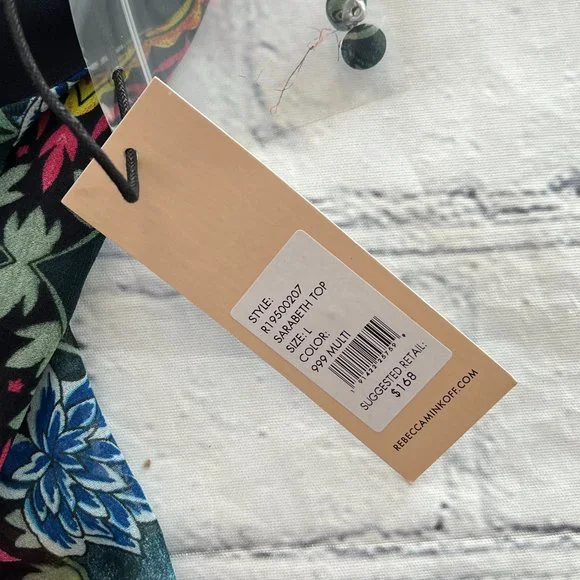 STYLE:
R19500207
SARABETH TOP
SIZE: L
COLOR:
999 MULTI
SUGGESTED RETAIL:
$168
REBECCAMINKOFF.COM